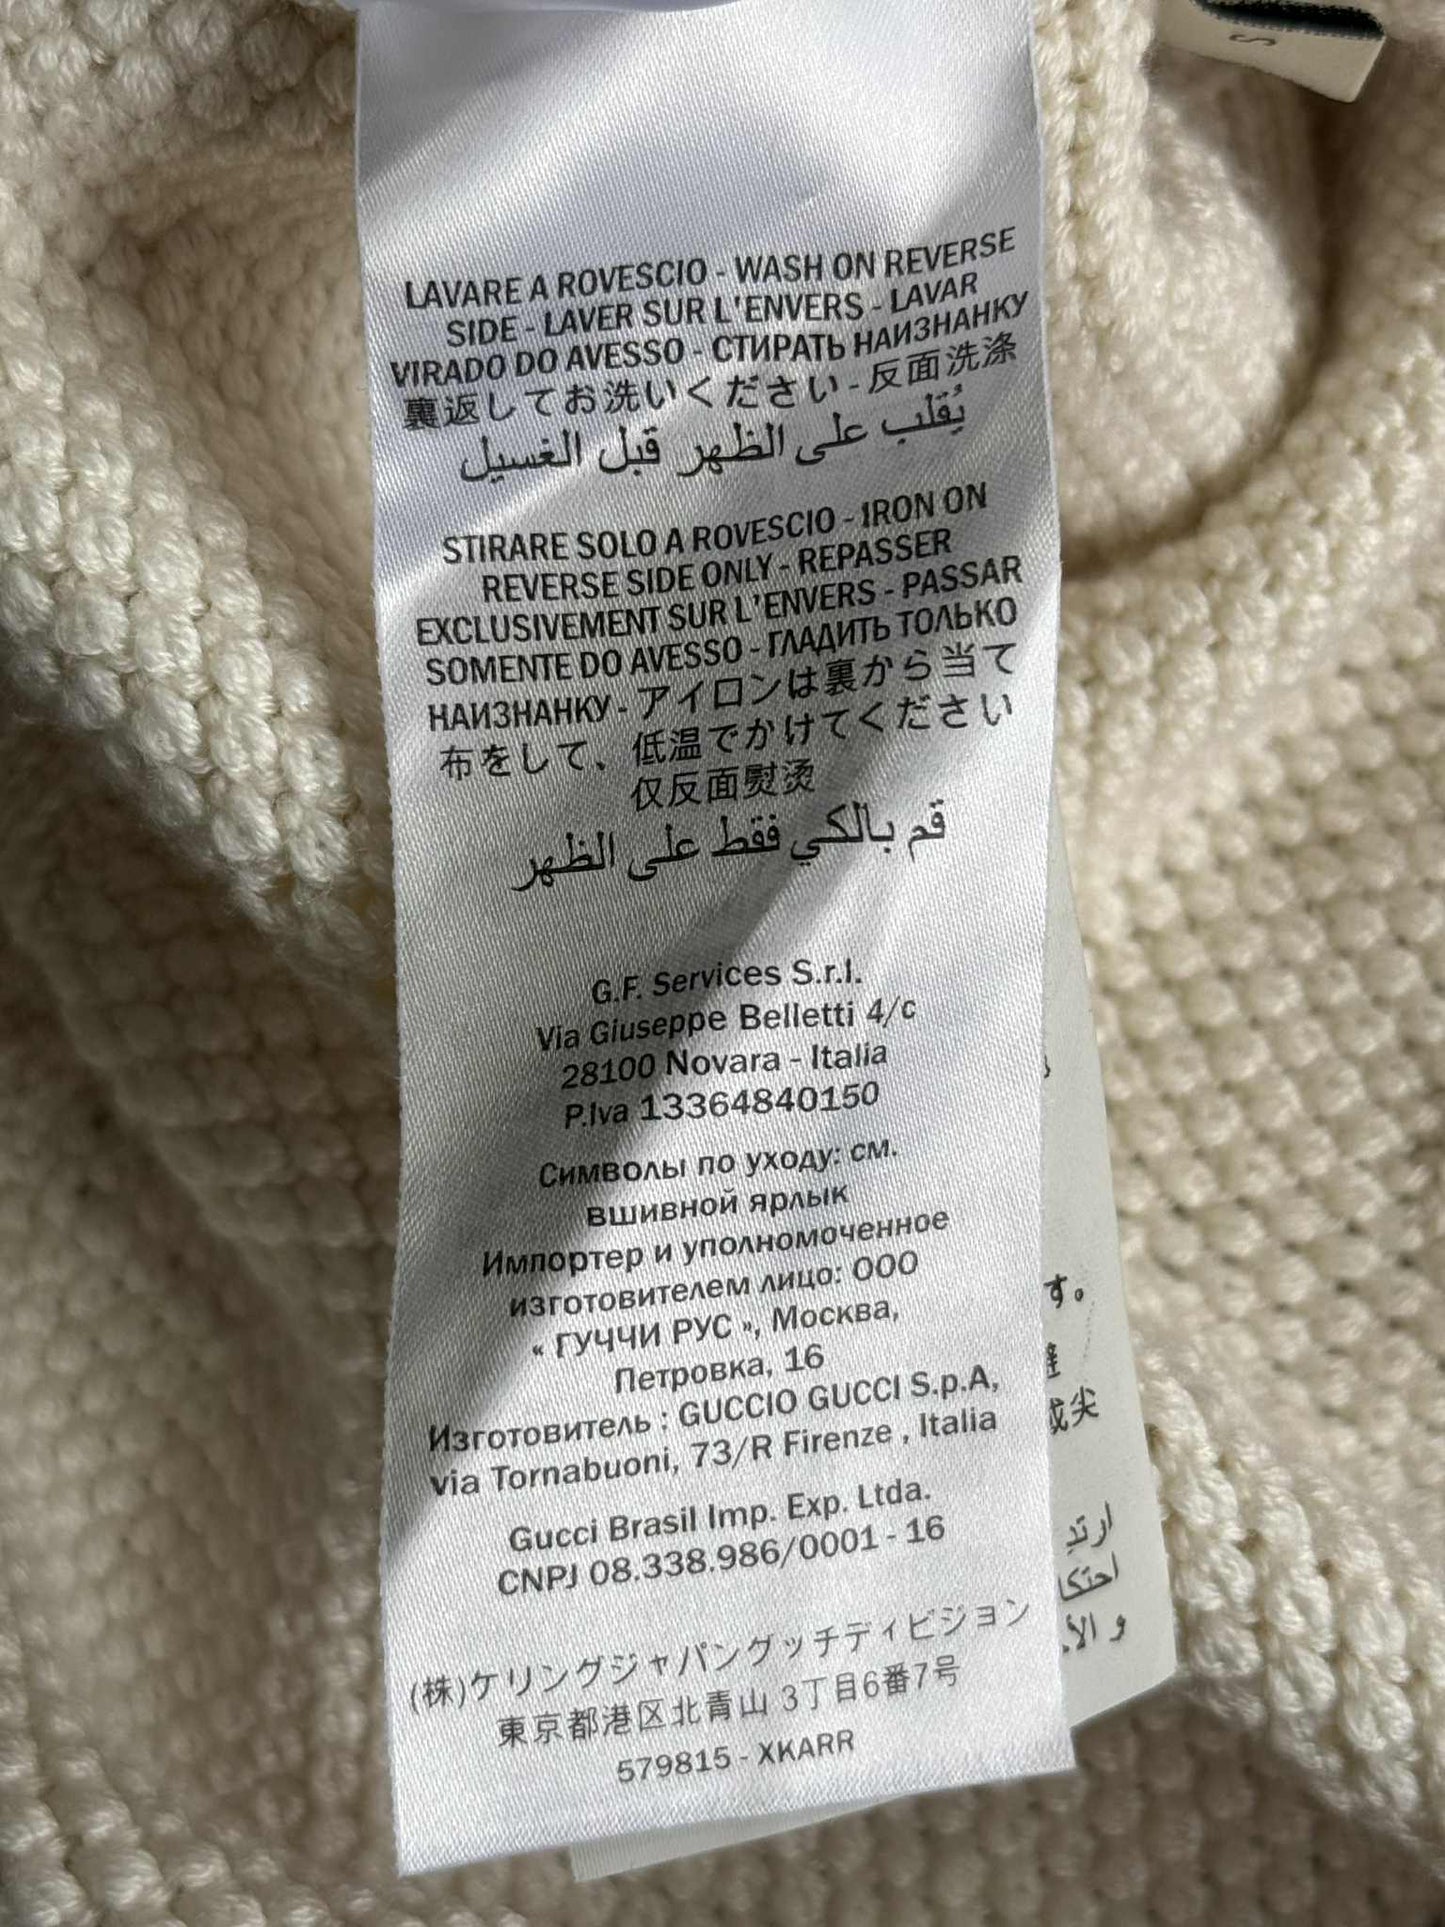 S
LAVARE A ROVESCIO - WASH ON REVERSE
SIDE - LAVER SUR L'ENVERS - LAVAR
VIRADO DO AVESSO - СТИРАТЬ НАИЗНАНКУ
裏返してお洗いください - 反面洗涤
يُقلب على الظهر قبل الغسيل
STIRARE SOLO A ROVESCIO - IRON ON
REVERSE SIDE ONLY - REPASSER
EXCLUSIVEMENT SUR L'ENVERS - PASSAR
SOMENTE DO AVESSO - ГЛАДИТЬ ТОЛЬКО
НАИЗНАНКУ - アイロンは裏から当て
布をして、低温でかけてください
仅反面熨烫
قم بالكي فقط على الظهر
G.F. Services S.r.l.
Via Giuseppe Belletti 4/c
28100 Novara - Italia
P.Iva 13364840150
Символы по уходу: см.
вшивной ярлык
Импортер и уполномоченное
изготовителем лицо: ООО
« ГУЧЧИ РУС », Москва,
Петровка, 16
Изготовитель : GUCCIO GUCCI S.p.A,
via Tornabuoni, 73/R Firenze , Italia
Gucci Brasil Imp. Exp. Ltda.
CNPJ 08.338.986/0001 - 16
(株)ケリングジャパングッチディビジョン
東京都港区北青山 3丁目6番7号
579815 - XKARR
す。
或尖